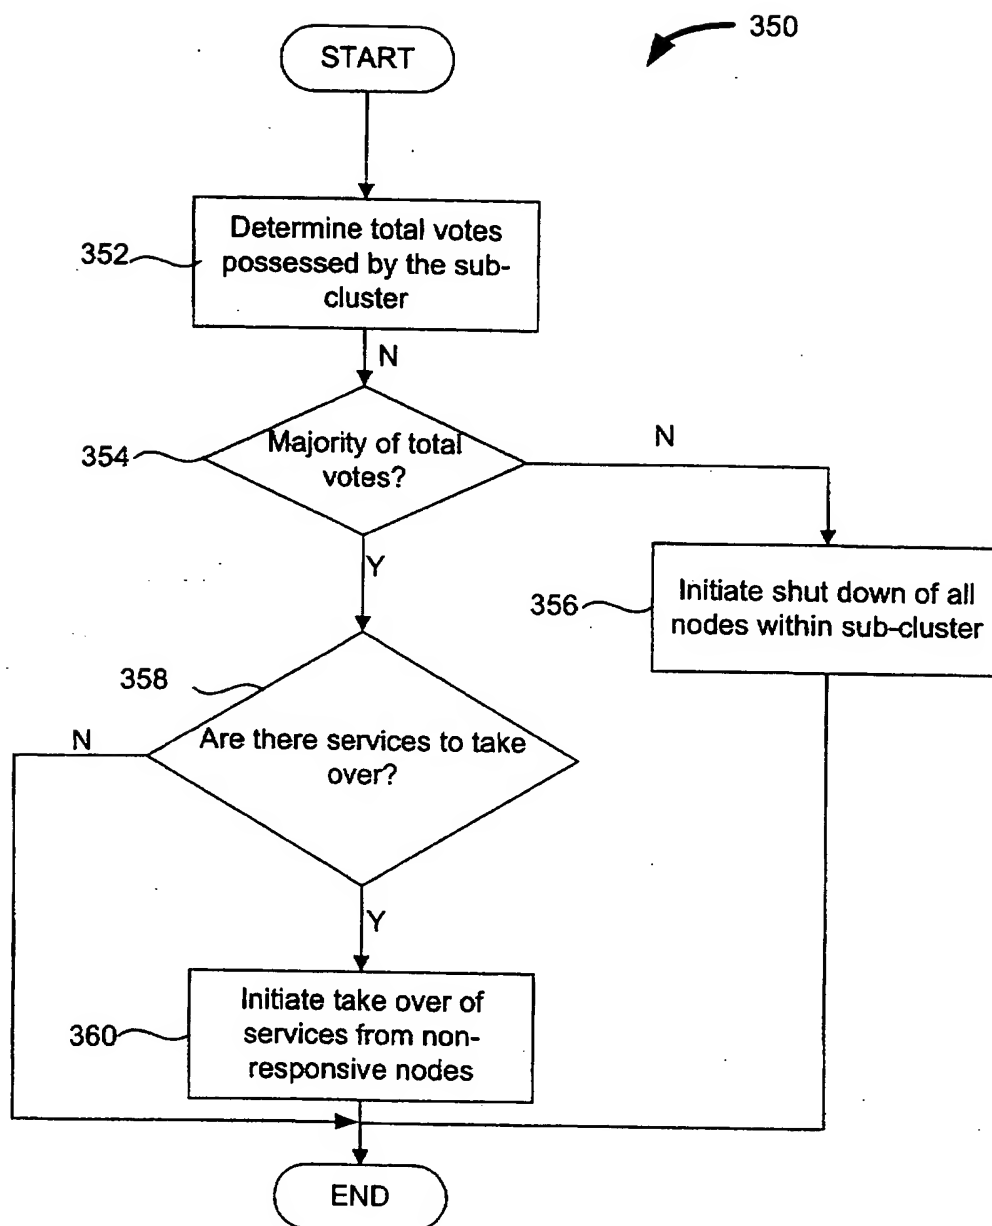 350
START
352
Determine total votes
possessed by the sub-
cluster
N
354
Majority of total
votes?
N
Y
356
Initiate shut down of all
nodes within sub-cluster
358
N
Are there services to take
over?
Y
360
Initiate take over of
services from non-
responsive nodes
END